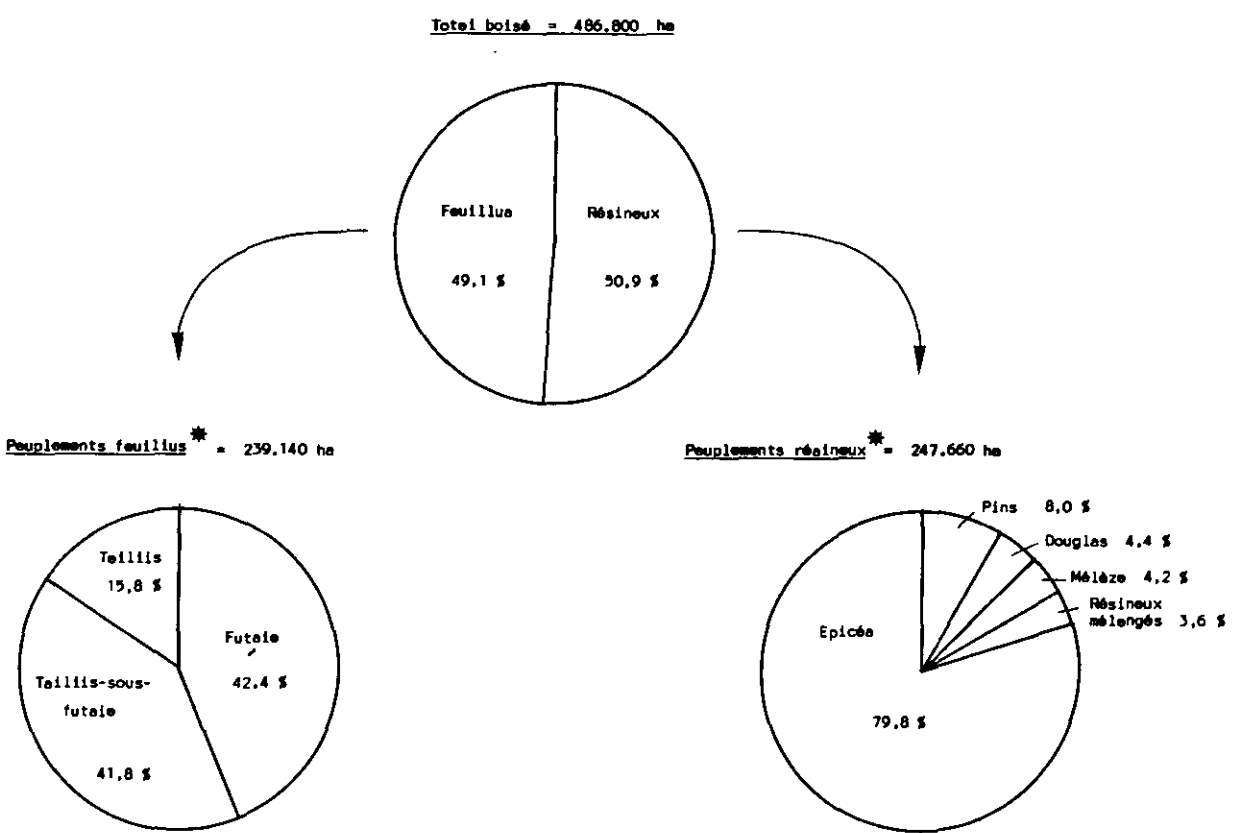 Total boisé = 486.800 ha
Feuillus
Résineux
49,1 %
50,9 %
Peuplements feuillus * = 239.140 ha
Peuplements résineux * = 247.660 ha
Taillis
15,8 %
Futaie
42,4 %
Taillis-sous-
futaie
41,8 %
Pins 8,0 %
Douglas 4,4 %
Mélèze 4,2 %
Résineux
mélangés 3,6 %
Epicéa
79,8 %